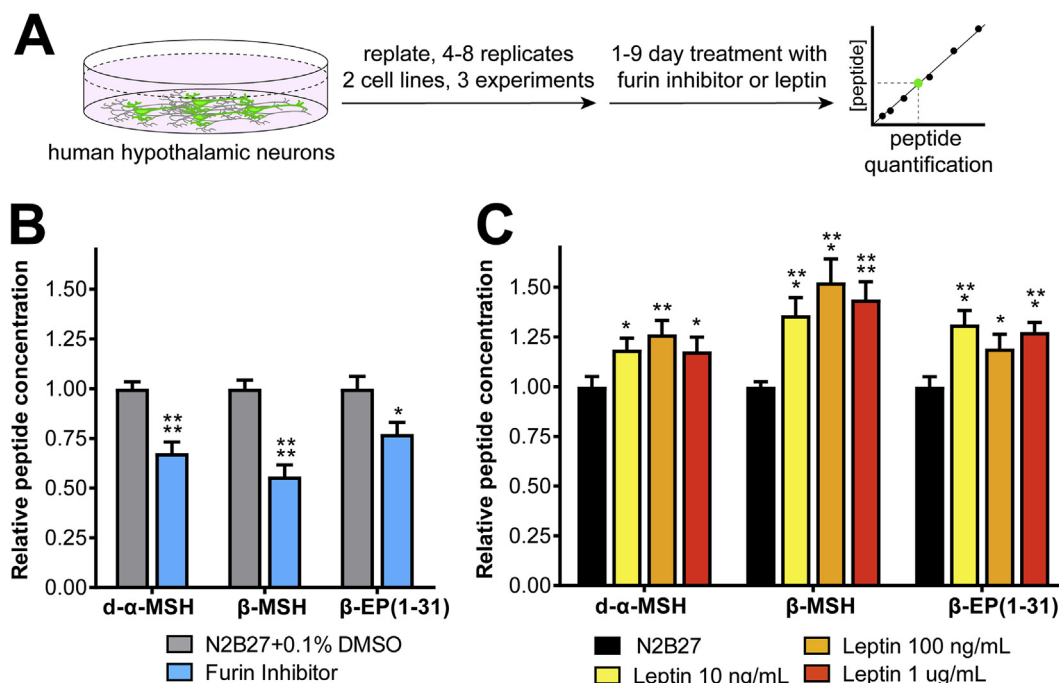 A
human hypothalamic neurons
replate, 4-8 replicates
2 cell lines, 3 experiments
1-9 day treatment with
furin inhibitor or leptin
[peptide]
peptide
quantification
B
Relative peptide concentration
1.50
1.25
1.00
0.75
0.50
0.25
0.00
**
**
**
**
*
d-α-MSH
β-MSH
β-EP(1-31)
N2B27+0.1% DMSO
Furin Inhibitor
C
Relative peptide concentration
1.50
1.25
1.00
0.75
0.50
0.25
0.00
*
**
*
**
*
**
*
**
**
**
*
*
**
*
d-α-MSH
β-MSH
β-EP(1-31)
N2B27
Leptin 10 ng/mL
Leptin 100 ng/mL
Leptin 1 ug/mL